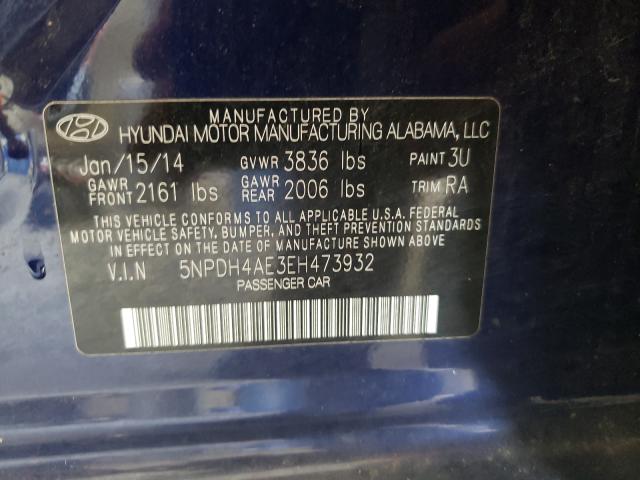 MANUFACTURED BY
HYUNDAI MOTOR MANUFACTURING ALABAMA, LLC
Jan/15/14 GVWR 3836 lbs PAINT 3U
GAWR FRONT 2161 lbs GAWR REAR 2006 lbs TRIM RA
THIS VEHICLE CONFORMS TO ALL APPLICABLE U.S.A. FEDERAL
MOTOR VEHICLE SAFETY, BUMPER, AND THEFT PREVENTION STANDARDS
IN EFFECT ON THE DATE OF MANUFACTURE SHOWN ABOVE.
V.I.N 5NPDH4AE3EH473932
PASSENGER CAR